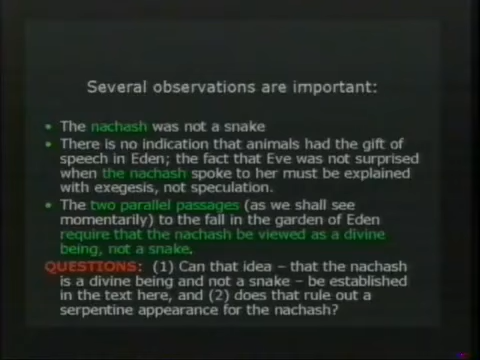 Several observations are important:
• The nachash was not a snake
• There is no indication that animals had the gift of
speech in Eden; the fact that Eve was not surprised
when the nachash spoke to her must be explained
with exegesis, not speculation.
• The two parallel passages (as we shall see
momentarily) to the fall in the garden of Eden
require that the nachash be viewed as a divine
being, not a snake.
QUESTIONS: (1) Can that idea – that the nachash
is a divine being and not a snake – be established
in the text here, and (2) does that rule out a
serpentine appearance for the nachash?